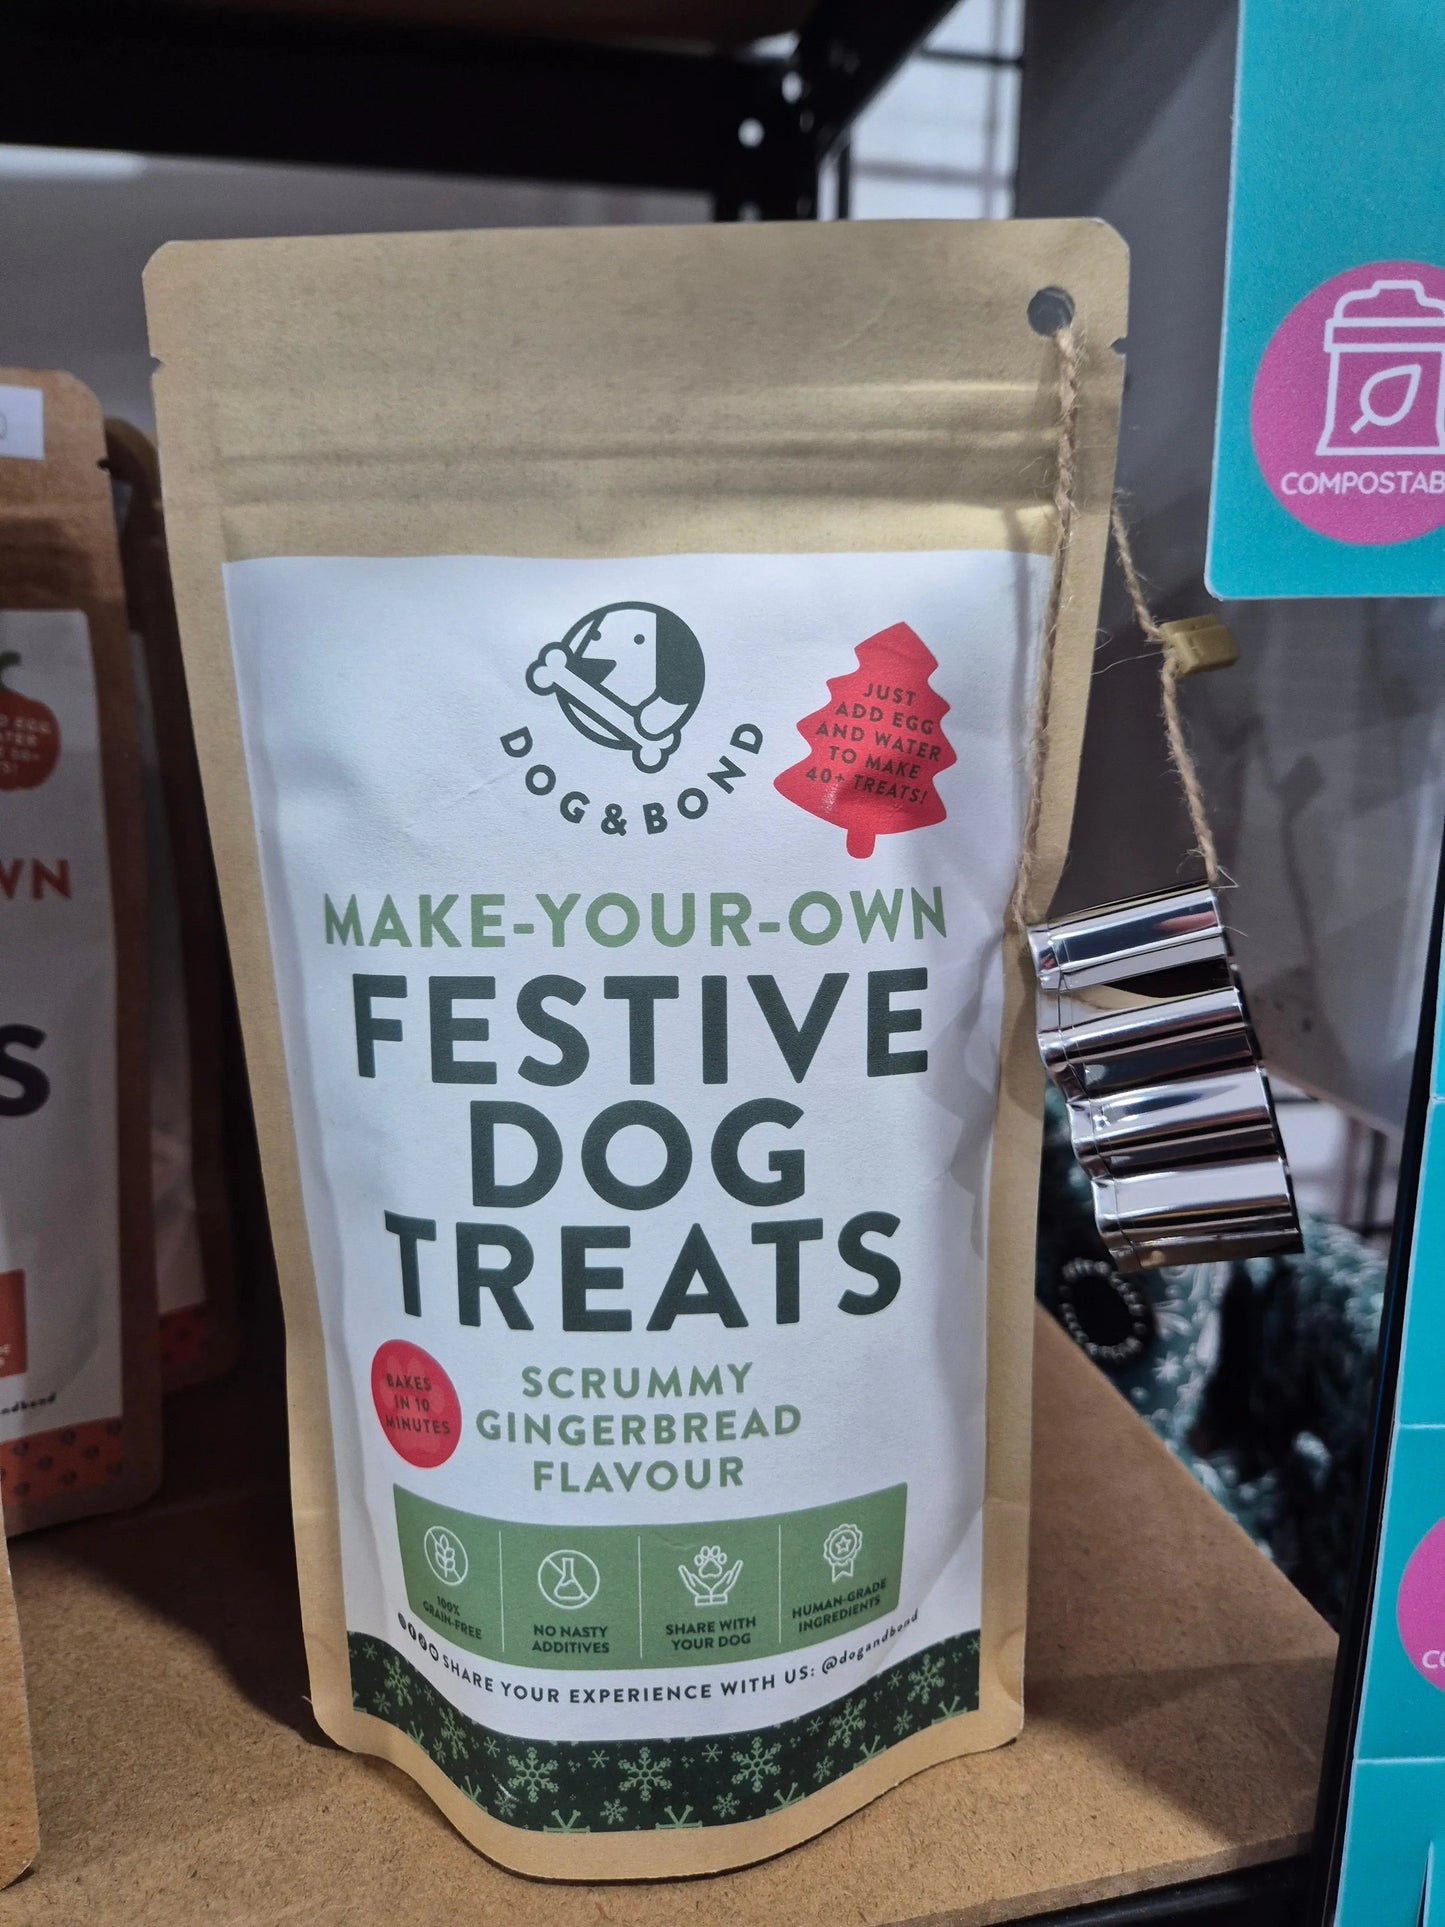 DOG&BOND
JUST
ADD EGG
AND WATER
TO MAKE
40+ TREATS!
MAKE-YOUR-OWN
FESTIVE
DOG
TREATS
BAKES
IN 10
MINUTES
SCRUMMY
GINGERBREAD
FLAVOUR
100%
GRAIN-FREE
NO NASTY
ADDITIVES
SHARE WITH
YOUR DOG
HUMAN-GRADE
INGREDIENTS
SHARE YOUR EXPERIENCE WITH US: @dogandbond
COMPOSTAB
WN
S